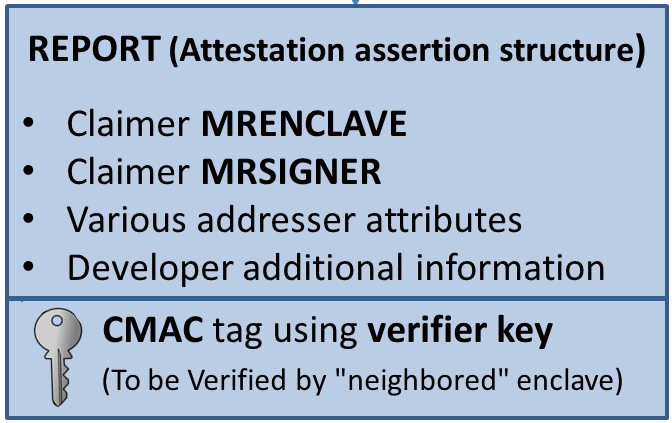 REPORT (Attestation assertion structure)
• Claimer MRENCLAVE
• Claimer MRSIGNER
• Various addresser attributes
• Developer additional information
CMAC tag using verifier key
(To be Verified by "neighbored" enclave)